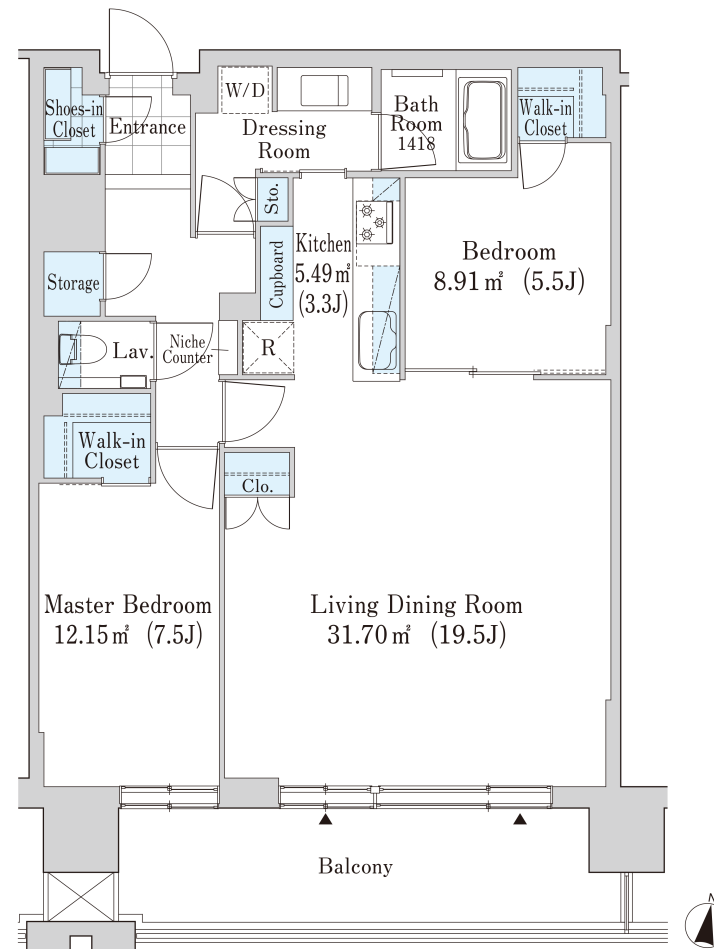 W/D
Shoes-in
Closet
Entrance
Dressing
Room
Bath
Room
1418
Walk-in
Closet
Sto.
Kitchen
5.49㎡
(3.3J)
Cupboard
Bedroom
8.91㎡ (5.5J)
Storage
Lav.
Niche
Counter
R
Walk-in
Closet
Clo.
Master Bedroom
12.15㎡ (7.5J)
Living Dining Room
31.70㎡ (19.5J)
Balcony
N